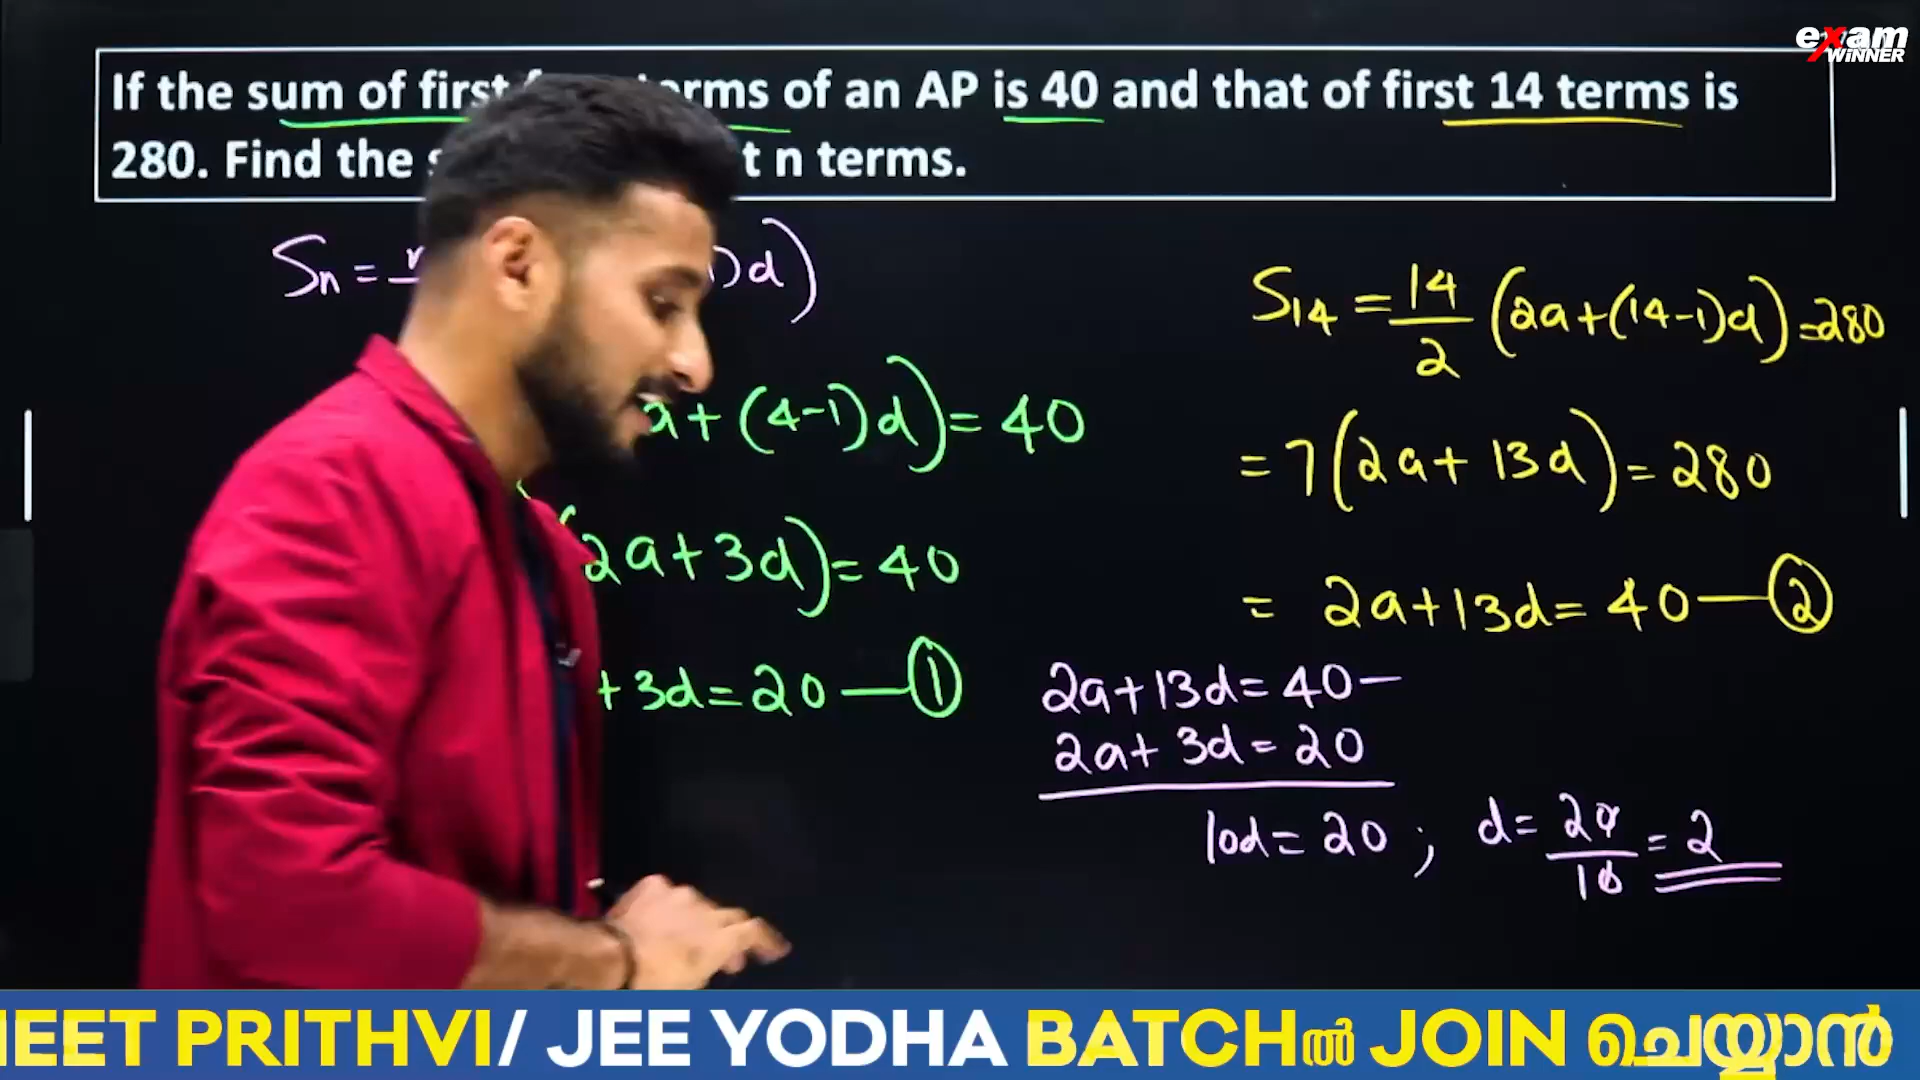 exam
WiNNER
If the sum of first terms of an AP is 40 and that of first 14 terms is
280. Find the t n terms.
Sn = d)
S14 = 14/2 (2a+(14-1)d) = 280
a + (4-1)d) = 40
= 7(2a + 13d) = 280
2a + 3d) = 40
= 2a + 13d = 40 — ②
+ 3d = 20 — ①
2a + 13d = 40 −
2a + 3d = 20
10d = 20 ; d = 20/10 = 2
NEET PRITHVI/ JEE YODHA BATCHൽ JOIN ചെയ്യാൻ